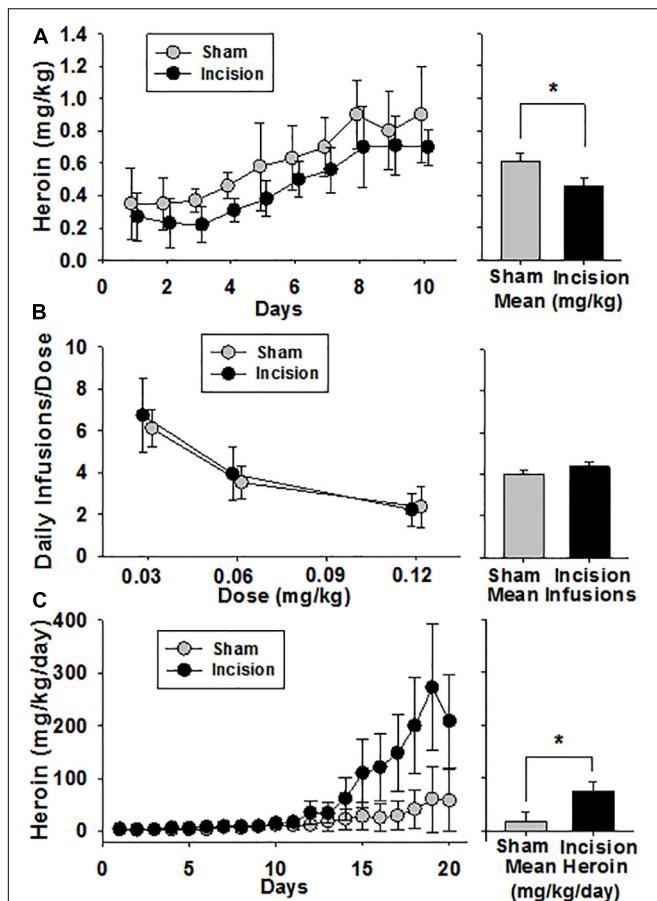 A
Heroin (mg/kg)
1.4
1.2
1.0
0.8
0.6
0.4
0.2
0.0
Sham
Incision
0 2 4 6 8 10
Days
*
Sham Incision
Mean (mg/kg)
B
Daily Infusions/Dose
10
8
6
4
2
0
Sham
Incision
0.03 0.06 0.09 0.12
Dose (mg/kg)
Sham Incision
Mean Infusions
C
Heroin (mg/kg/day)
400
300
200
100
0
Sham
Incision
0 5 10 15 20
Days
*
Sham Incision
Mean Heroin
(mg/kg/day)